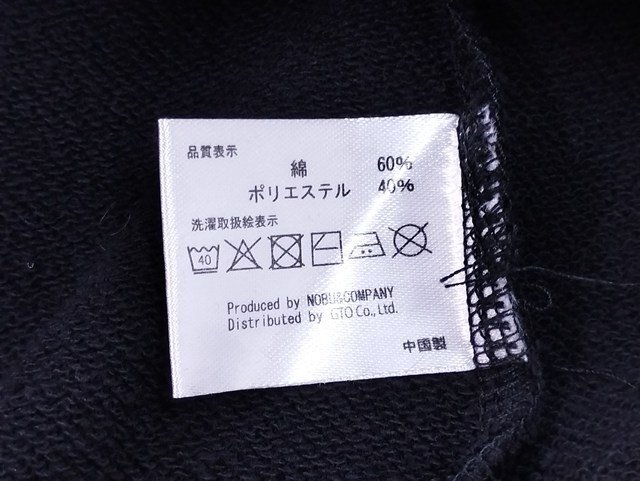 品質表示
綿 60%
ポリエステル 40%
洗濯取扱絵表示
40
Produced by NOBU&COMPANY
Distributed by GTO Co., Ltd.
中国製